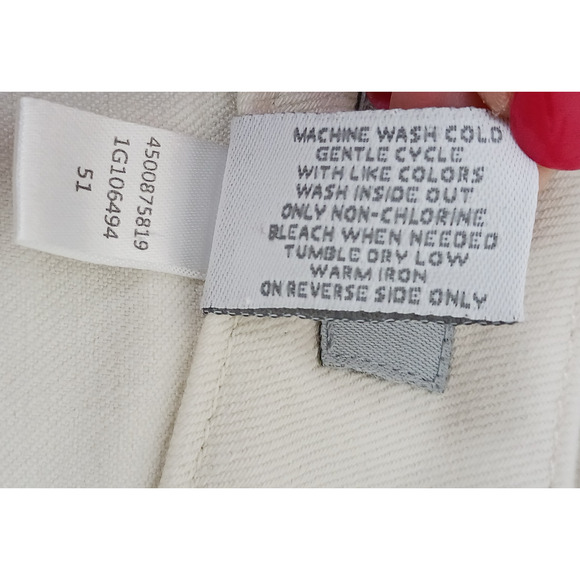 4500875819
1G106494
51
MACHINE WASH COLD
GENTLE CYCLE
WITH LIKE COLORS
WASH INSIDE OUT
ONLY NON-CHLORINE
BLEACH WHEN NEEDED
TUMBLE DRY LOW
WARM IRON
ON REVERSE SIDE ONLY